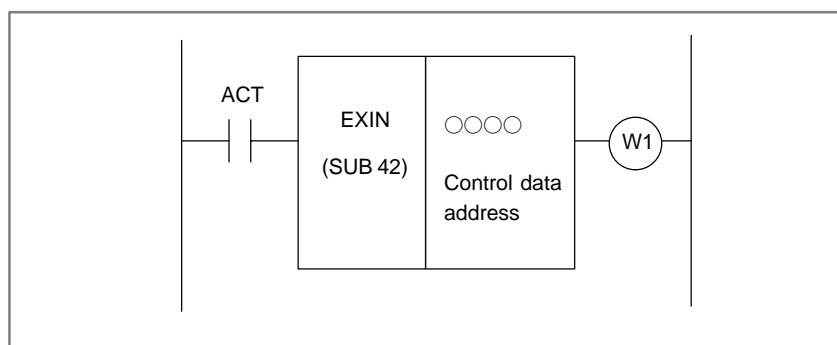 ACT
EXIN
(SUB 42)
○○○○
Control data
address
W1